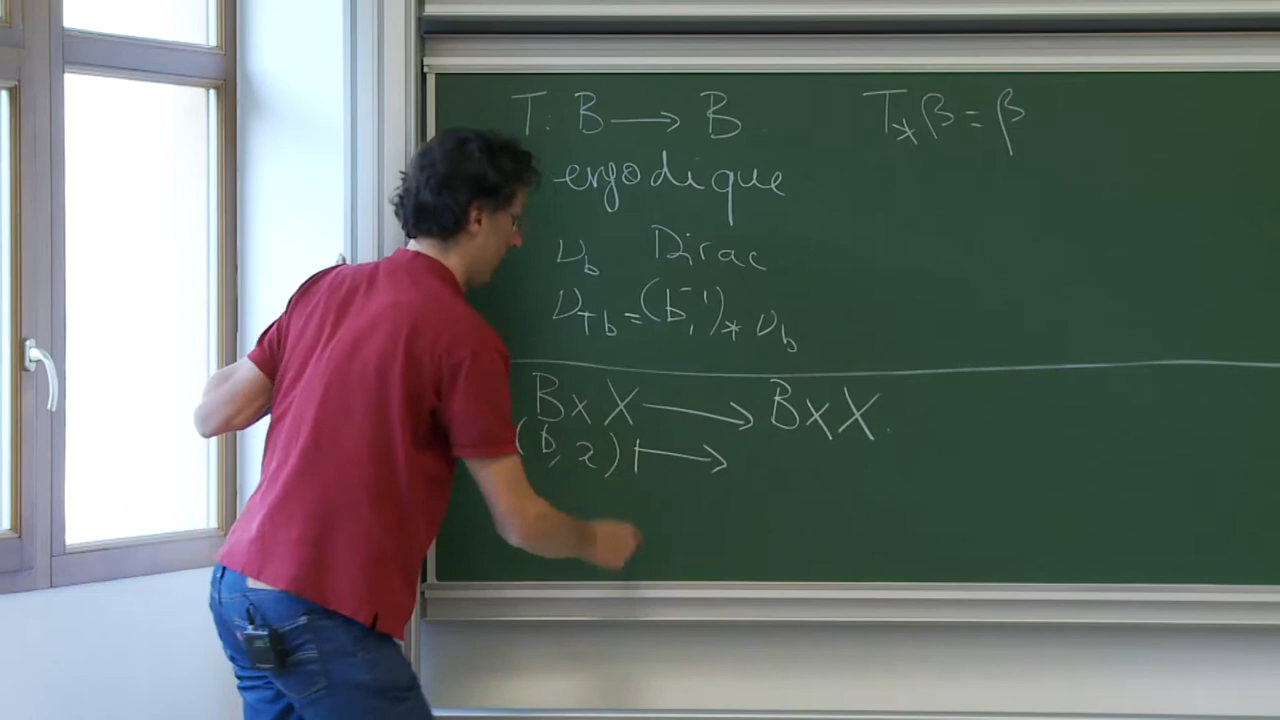 T: B → B    T_* β = β
ergodique
ν_b Dirac
ν_{Tb} = (b_1^{-1})_* ν_b
B x X → B x X.
(b, x) ↦